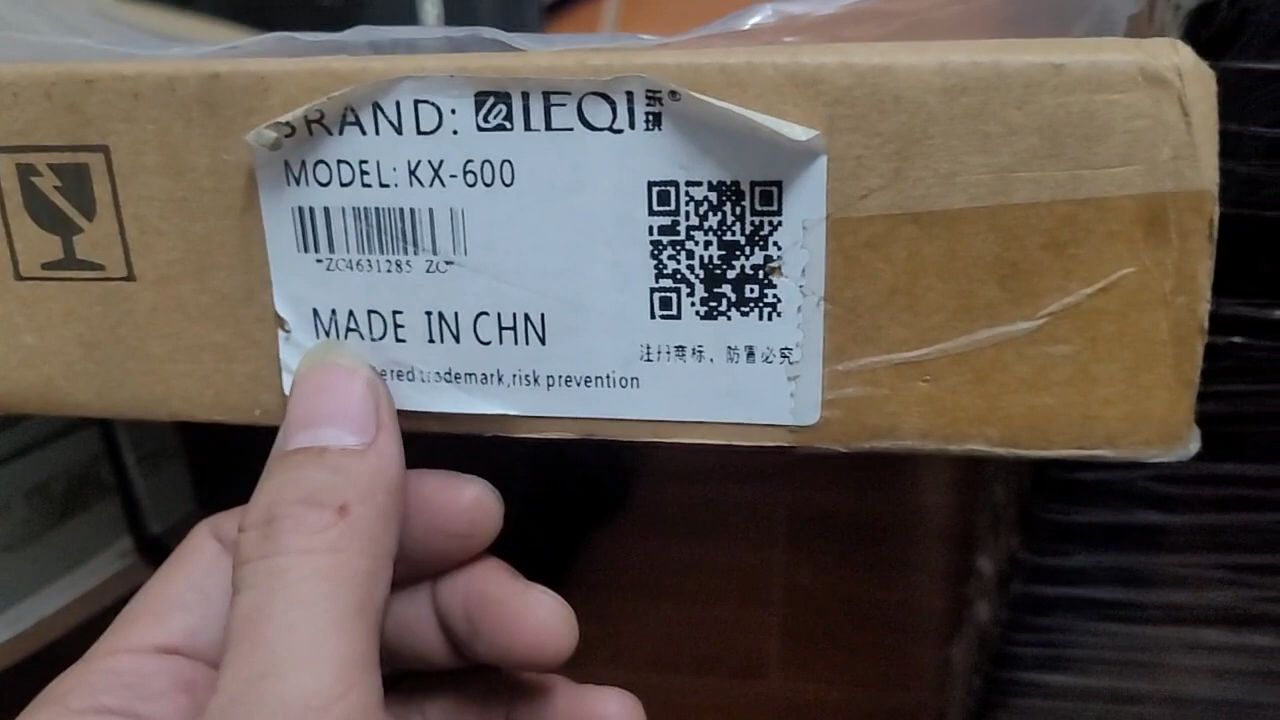 BRAND: LEQI 乐琪®
MODEL: KX-600
*ZC4631285 ZC*
MADE IN CHN
注册商标，防冒必究
ered trademark,risk prevention